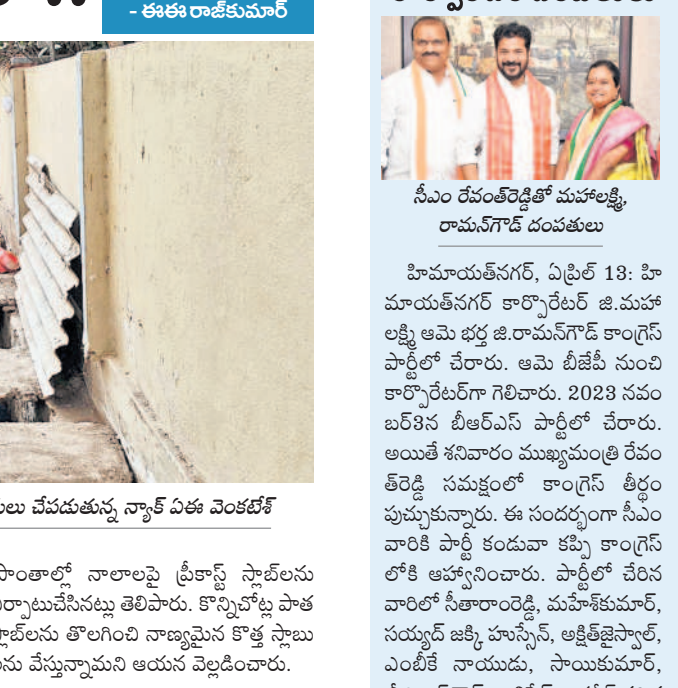 - ఈఈ రాజ్‌కుమార్
చేపడుతున్న న్యాక్ ఏఈ వెంకటేశ్
నాలాలపై ప్రీకాస్ట్ స్లాబ్‌లను
తెలిపారు. కొన్నిచోట్ల పాత
తొలగించి నాణ్యమైన కొత్త స్లాబు
వేస్తున్నామని ఆయన వెల్లడించారు.
సీఎం రేవంత్‌రెడ్డితో మహాలక్ష్మి,
రామన్‌గౌడ్ దంపతులు
హిమాయత్‌నగర్, ఏప్రిల్ 13: హి
మాయత్‌నగర్ కార్పొరేటర్ జి.మహా
లక్ష్మి ఆమె భర్త జి.రామన్‌గౌడ్ కాంగ్రెస్
పార్టీలో చేరారు. ఆమె బీజేపీ నుంచి
కార్పొరేటర్‌గా గెలిచారు. 2023 నవం
బర్3న బీఆర్ఎస్ పార్టీలో చేరారు.
అయితే శనివారం ముఖ్యమంత్రి రేవం
త్‌రెడ్డి సమక్షంలో కాంగ్రెస్ తీర్థం
పుచ్చుకున్నారు. ఈ సందర్భంగా సీఎం
వారికి పార్టీ కండువా కప్పి కాంగ్రెస్
లోకి ఆహ్వానించారు. పార్టీలో చేరిన
వారిలో సీతారాంరెడ్డి, మహేశ్‌కుమార్,
సయ్యద్ జక్కి హుస్సేన్, అక్షిత్‌జైస్వాల్,
ఎంబీకే నాయుడు, సాయికుమార్,